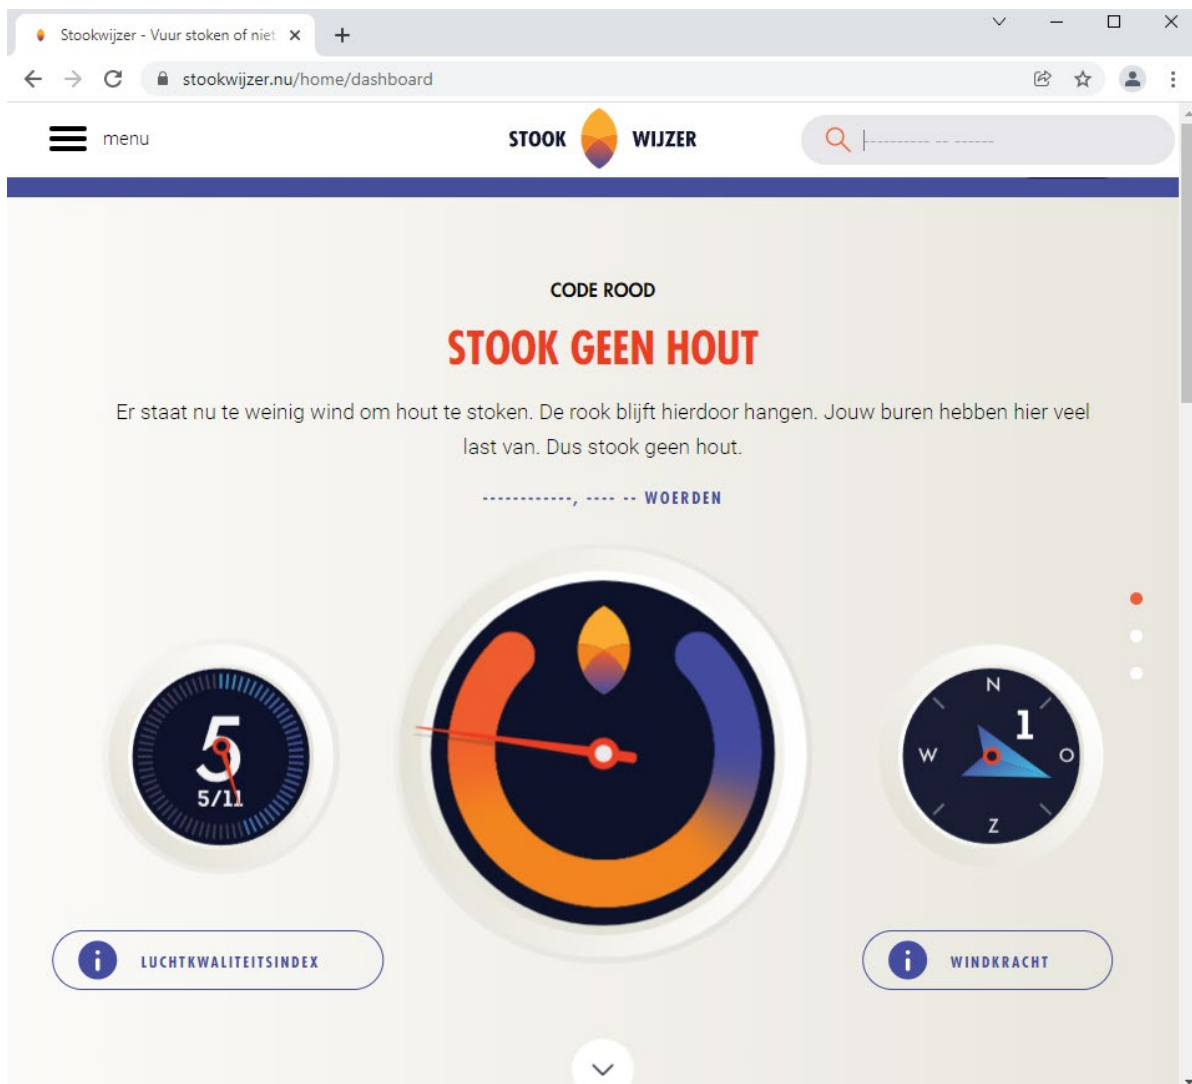 Stookwijzer - Vuur stoken of niet
stookwijzer.nu/home/dashboard
menu
STOOK WIJZER
---------- -- ------
CODE ROOD
STOOK GEEN HOUT
Er staat nu te weinig wind om hout te stoken. De rook blijft hierdoor hangen. Jouw buren hebben hier veel
last van. Dus stook geen hout.
------------, ---- -- WOERDEN
5
5/11
N
1
W
O
Z
LUCHTKWALITEITSINDEX
WINDKRACHT